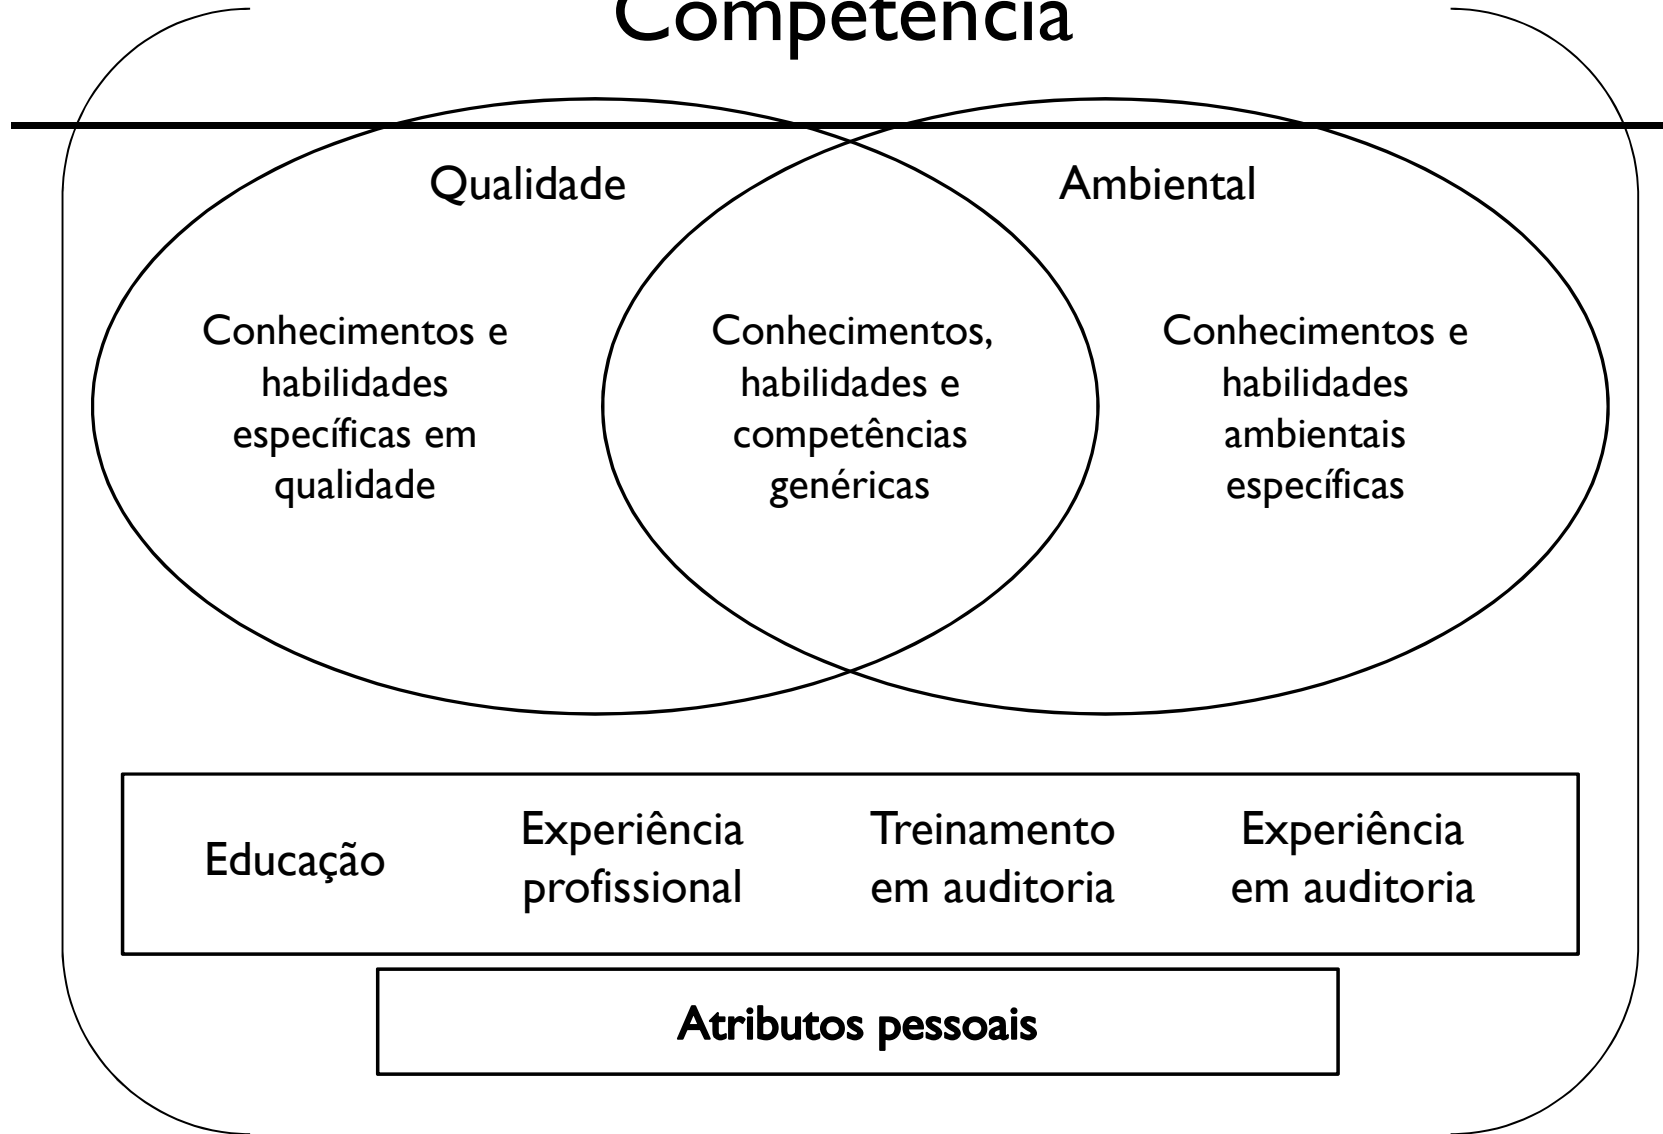 Competência
Qualidade
Ambiental
Conhecimentos e
habilidades
específicas em
qualidade
Conhecimentos,
habilidades e
competências
genéricas
Conhecimentos e
habilidades
ambientais
específicas
Educação
Experiência
profissional
Treinamento
em auditoria
Experiência
em auditoria
Atributos pessoais